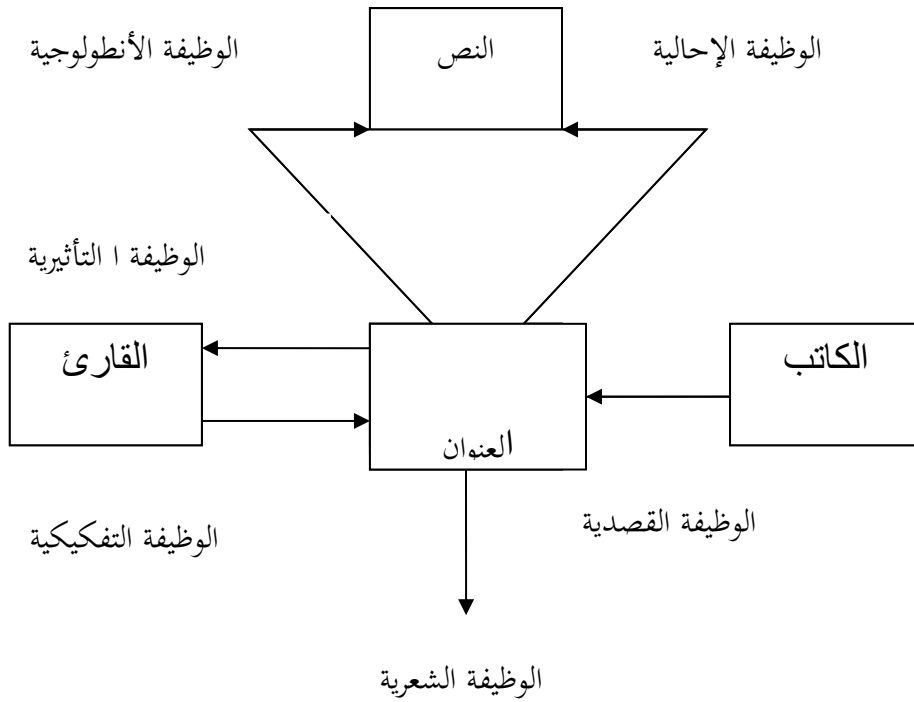 الوظيفة الإحالية
النص
الوظيفة الأنطولوجية
الوظيفة ا التأثيرية
الكاتب
العنوان
القارئ
الوظيفة القصدية
الوظيفة التفكيكية
الوظيفة الشعرية